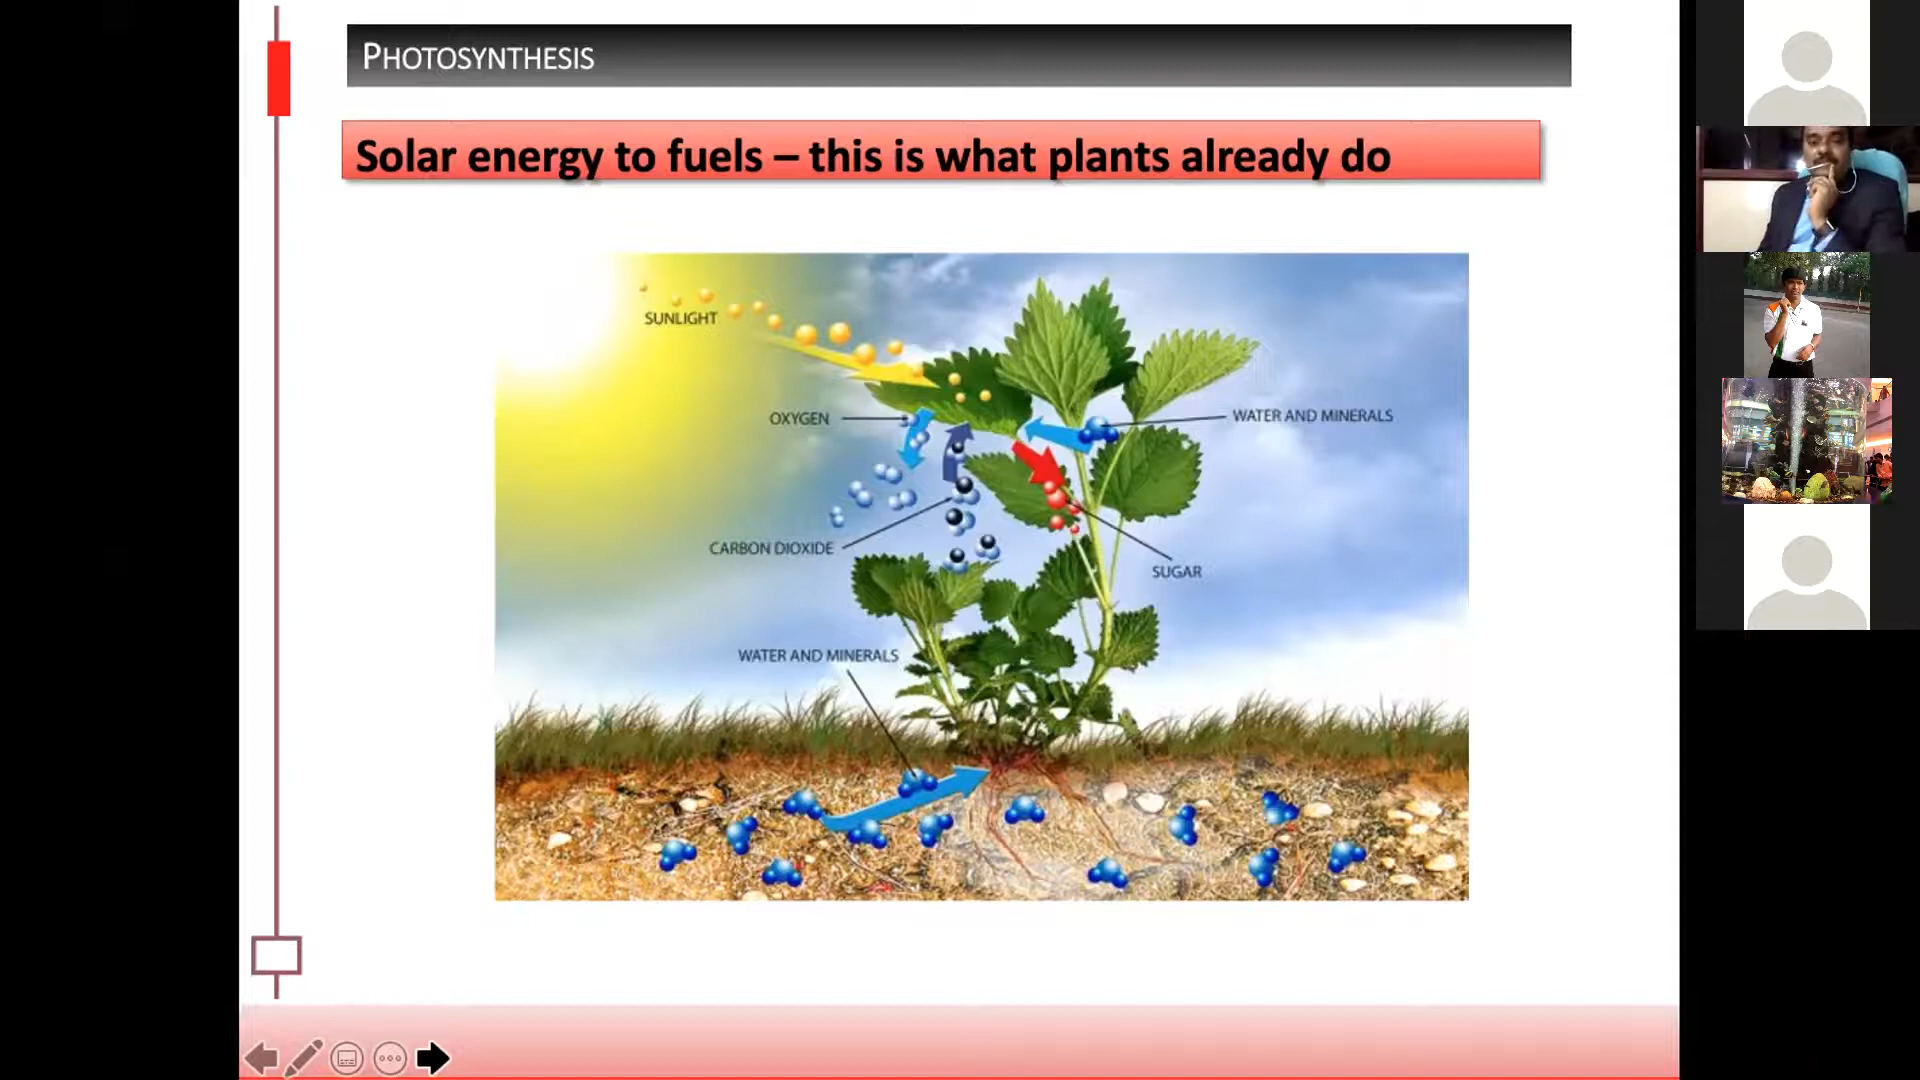 PHOTOSYNTHESIS
Solar energy to fuels – this is what plants already do
SUNLIGHT
OXYGEN
WATER AND MINERALS
CARBON DIOXIDE
SUGAR
WATER AND MINERALS